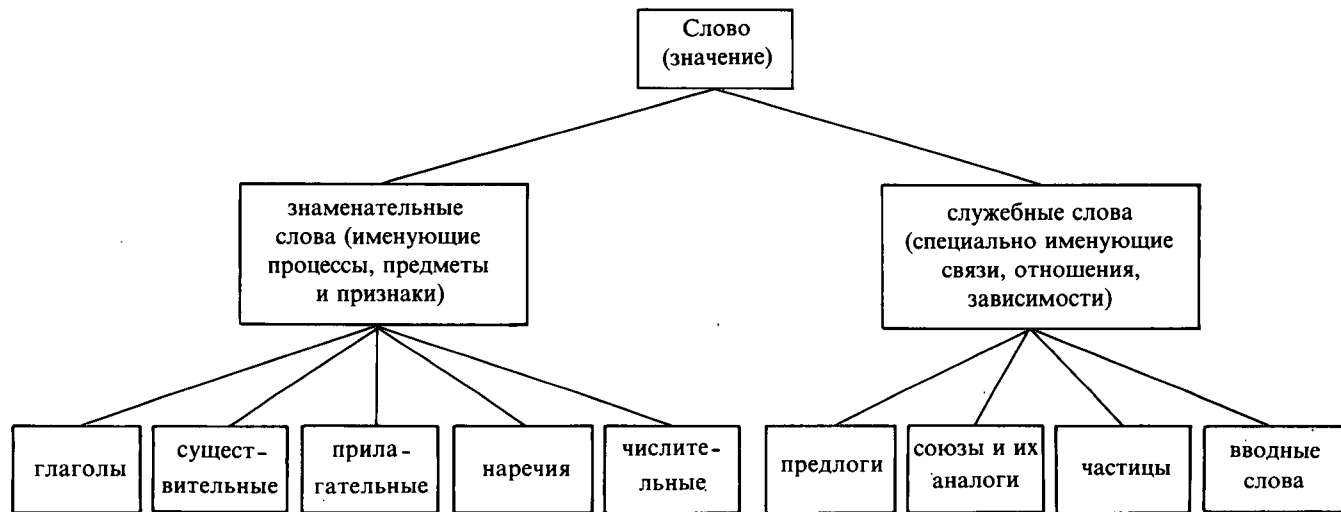 Слово
(значение)
знаменательные
слова (именующие
процессы, предметы
и признаки)
служебные слова
(специально именующие
связи, отношения,
зависимости)
глаголы
сущест-
вительные
прила-
гательные
наречия
числите-
льные
предлоги
союзы и их
аналоги
частицы
вводные
слова